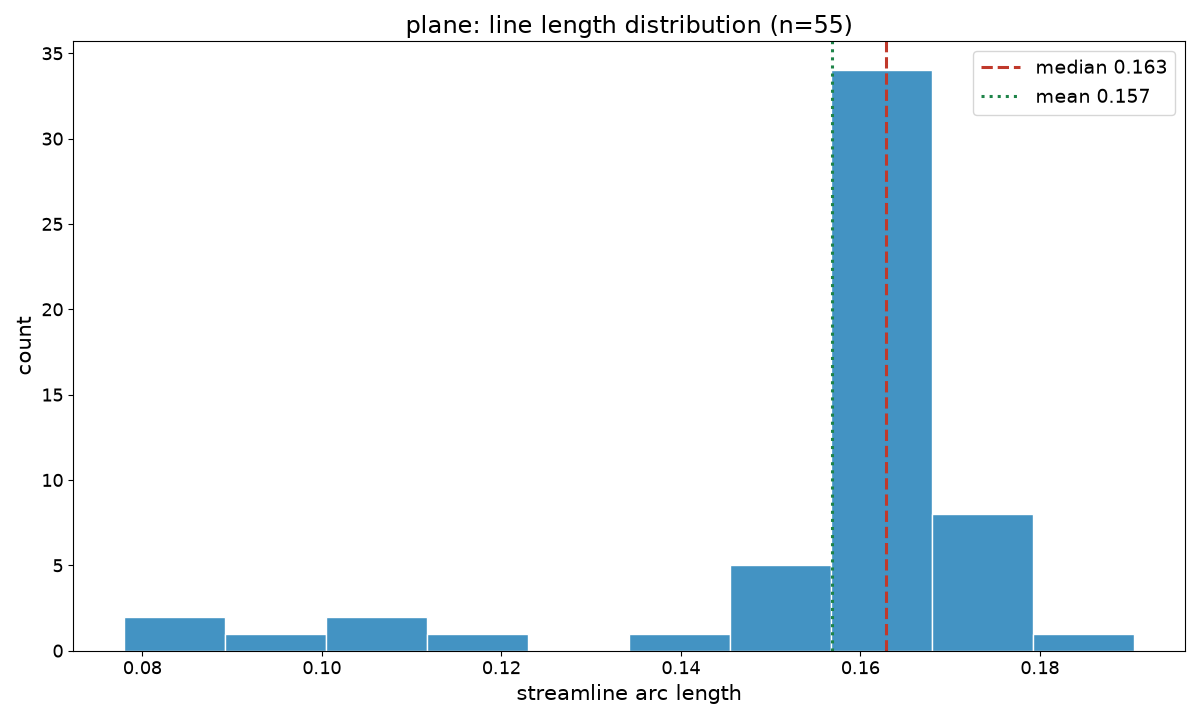 plane: line length distribution (n=55)
median 0.163
mean 0.157
35
30
25
20
15
10
5
0
count
0.08 0.10 0.12 0.14 0.16 0.18
streamline arc length